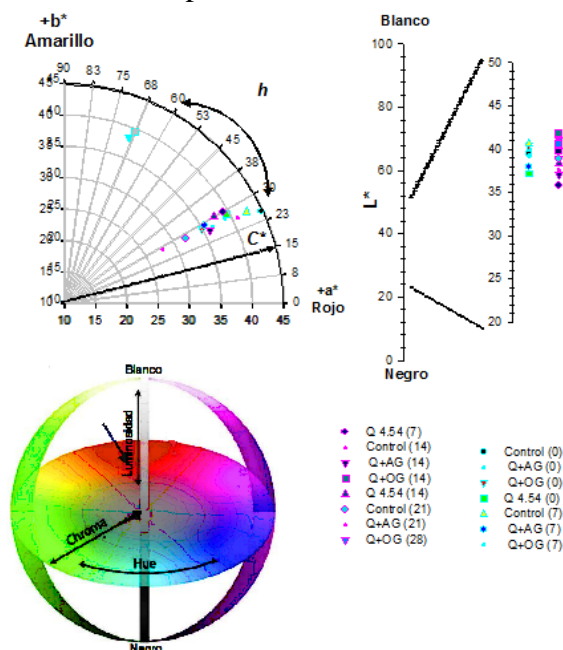 +b*
Amarillo
90
83
75
68
60
53
45
38
30
23
15
8
0
h
C*
+a*
Rojo
45
40
35
30
25
20
15
10
10
15
20
25
30
35
40
45
Blanco
100
80
60
40
20
0
L*
Negro
50
45
40
35
30
25
20
Blanco
Luminosidad
Chroma
Hue
Negro
Q 4.54 (7)
Control (14)
Q+AG (14)
Q+OG (14)
Q 4.54 (14)
Control (21)
Q+AG (21)
Q+OG (28)
Control (0)
Q+AG (0)
Q+OG (0)
Q 4.54 (0)
Control (7)
Q+AG (7)
Q+OG (7)